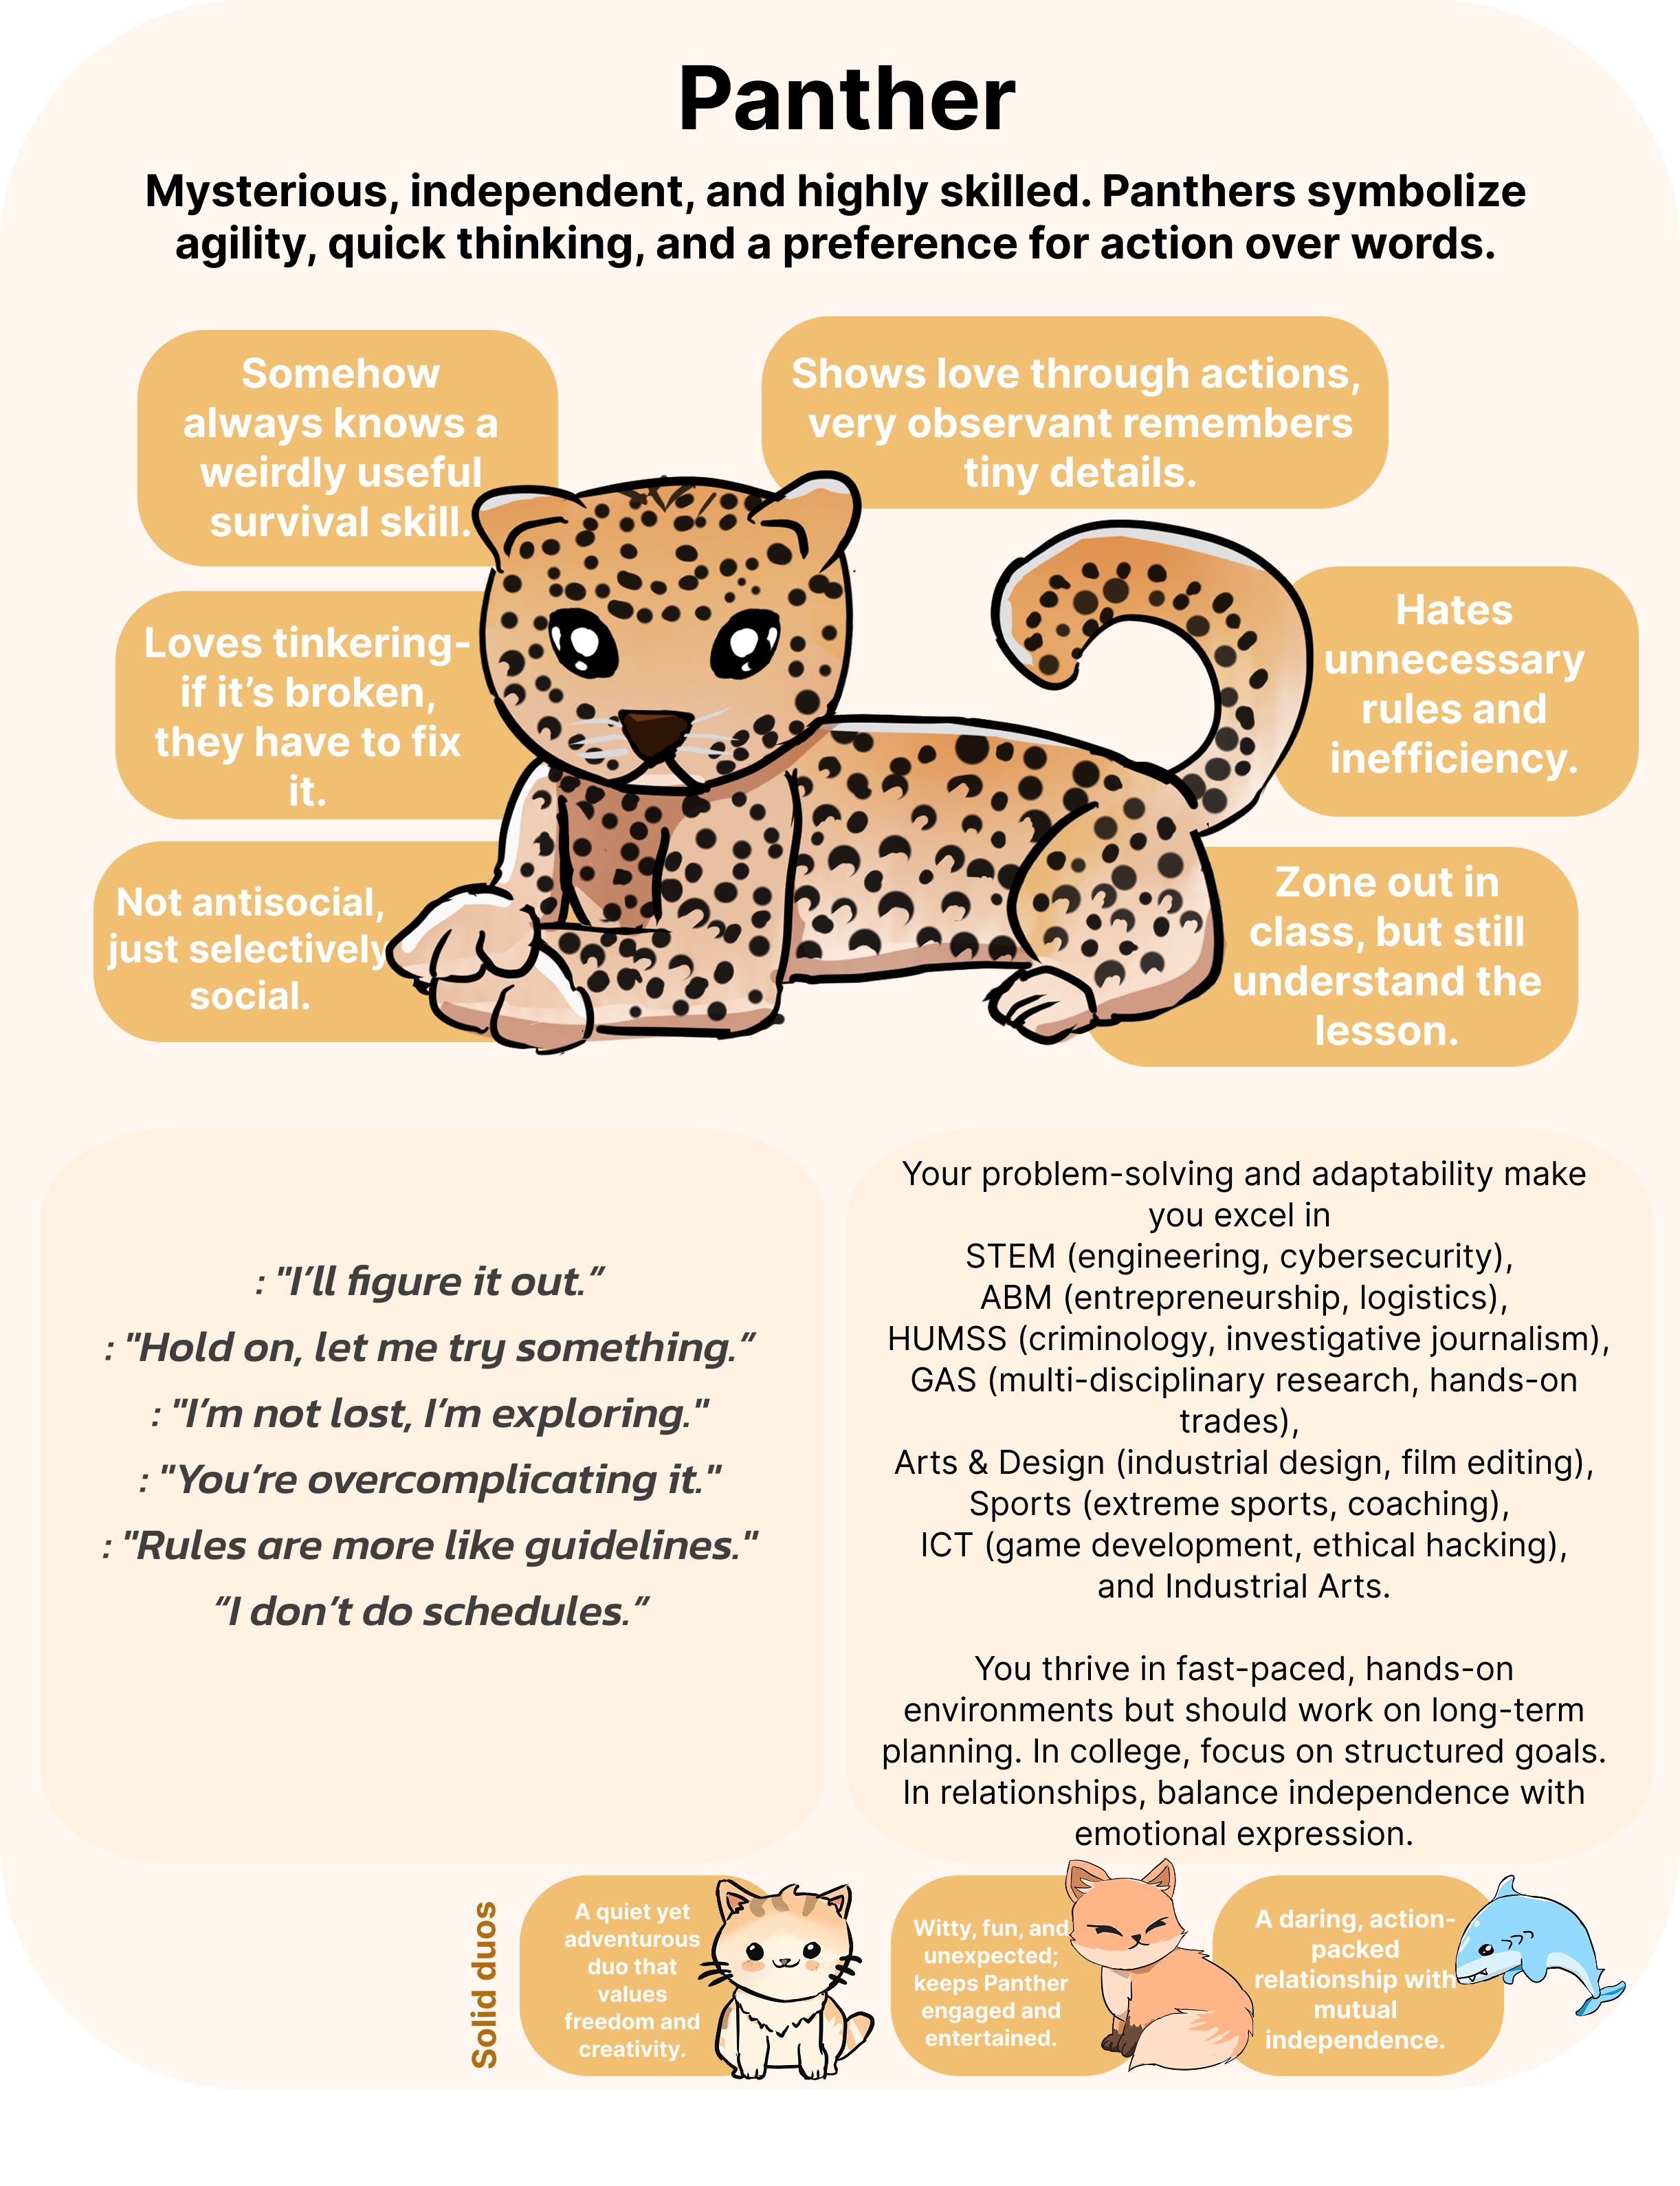 Panther
Mysterious, independent, and highly skilled. Panthers symbolize
agility, quick thinking, and a preference for action over words.
Somehow
always knows a
weirdly useful
survival skill.
Shows love through actions,
very observant remembers
tiny details.
Loves tinkering-
if it’s broken,
they have to fix
it.
Hates
unnecessary
rules and
inefficiency.
Not antisocial,
just selectively
social.
Zone out in
class, but still
understand the
lesson.
: "I’ll figure it out.”
: "Hold on, let me try something.”
: "I’m not lost, I’m exploring."
: "You’re overcomplicating it."
: "Rules are more like guidelines."
“I don’t do schedules.”
Your problem-solving and adaptability make
you excel in
STEM (engineering, cybersecurity),
ABM (entrepreneurship, logistics),
HUMSS (criminology, investigative journalism),
GAS (multi-disciplinary research, hands-on
trades),
Arts & Design (industrial design, film editing),
Sports (extreme sports, coaching),
ICT (game development, ethical hacking),
and Industrial Arts.
You thrive in fast-paced, hands-on
environments but should work on long-term
planning. In college, focus on structured goals.
In relationships, balance independence with
emotional expression.
Solid duos
A quiet yet
adventurous
duo that
values
freedom and
creativity.
Witty, fun, and
unexpected;
keeps Panther
engaged and
entertained.
A daring, action-
packed
relationship with
mutual
independence.